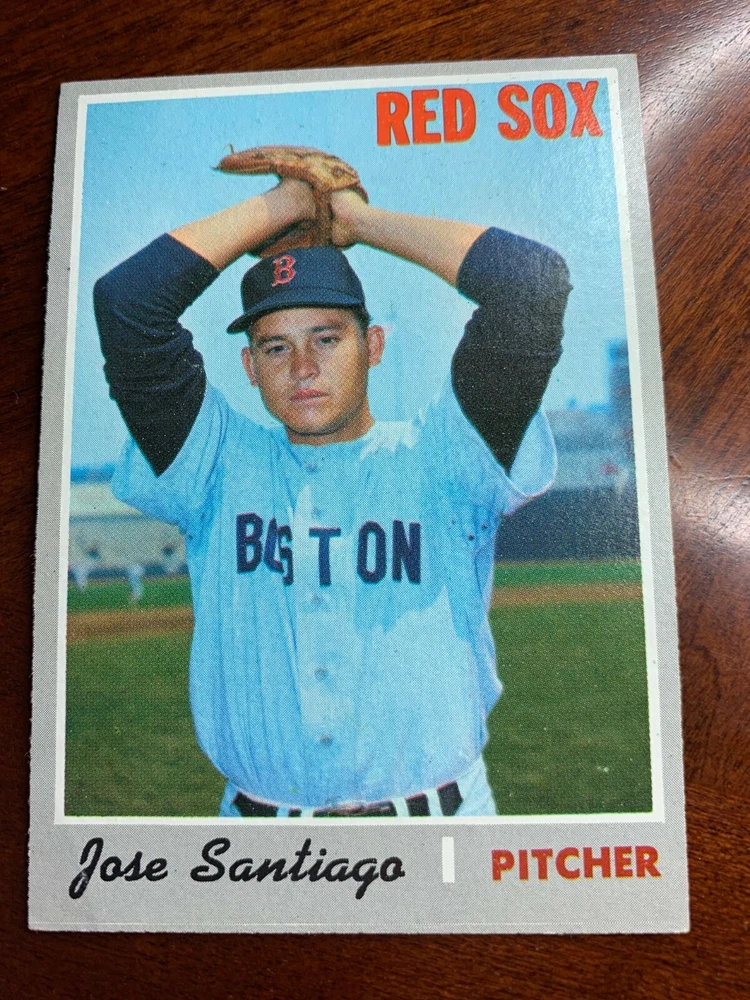 RED SOX
B
BOSTON
Jose Santiago
PITCHER